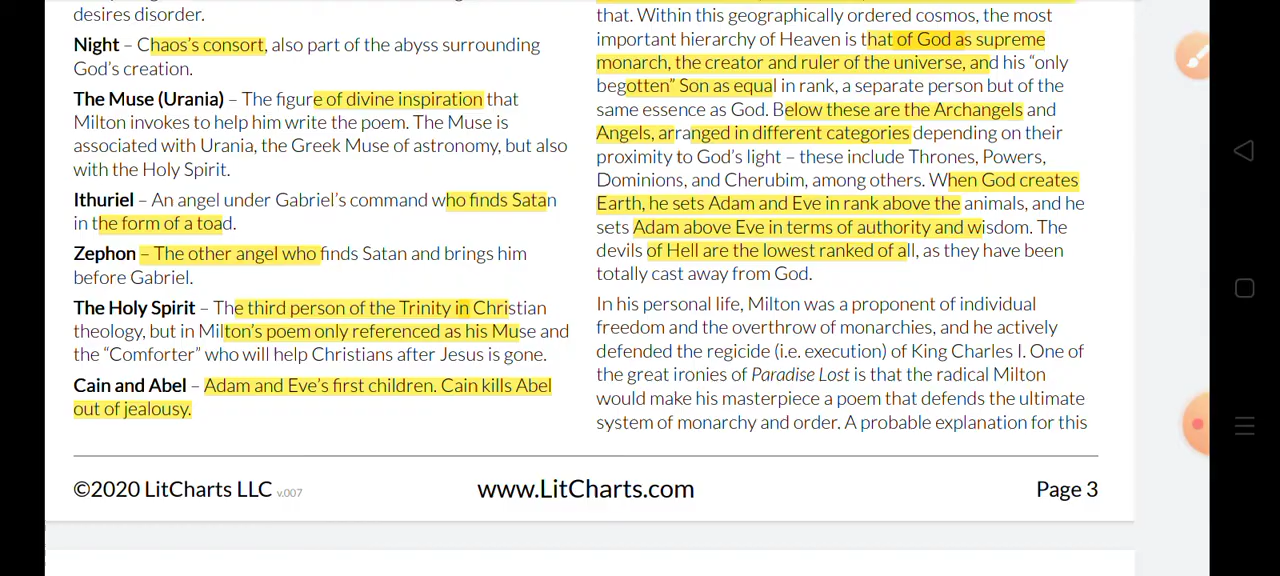 desires disorder.
Night – Chaos's consort, also part of the abyss surrounding
God's creation.
The Muse (Urania) – The figure of divine inspiration that
Milton invokes to help him write the poem. The Muse is
associated with Urania, the Greek Muse of astronomy, but also
with the Holy Spirit.
Ithuriel – An angel under Gabriel's command who finds Satan
in the form of a toad.
Zephon – The other angel who finds Satan and brings him
before Gabriel.
The Holy Spirit – The third person of the Trinity in Christian
theology, but in Milton's poem only referenced as his Muse and
the “Comforter” who will help Christians after Jesus is gone.
Cain and Abel – Adam and Eve's first children. Cain kills Abel
out of jealousy.
that. Within this geographically ordered cosmos, the most
important hierarchy of Heaven is that of God as supreme
monarch, the creator and ruler of the universe, and his “only
begotten” Son as equal in rank, a separate person but of the
same essence as God. Below these are the Archangels and
Angels, arranged in different categories depending on their
proximity to God's light – these include Thrones, Powers,
Dominions, and Cherubim, among others. When God creates
Earth, he sets Adam and Eve in rank above the animals, and he
sets Adam above Eve in terms of authority and wisdom. The
devils of Hell are the lowest ranked of all, as they have been
totally cast away from God.
In his personal life, Milton was a proponent of individual
freedom and the overthrow of monarchies, and he actively
defended the regicide (i.e. execution) of King Charles I. One of
the great ironies of Paradise Lost is that the radical Milton
would make his masterpiece a poem that defends the ultimate
system of monarchy and order. A probable explanation for this
©2020 LitCharts LLC v.007
www.LitCharts.com
Page 3